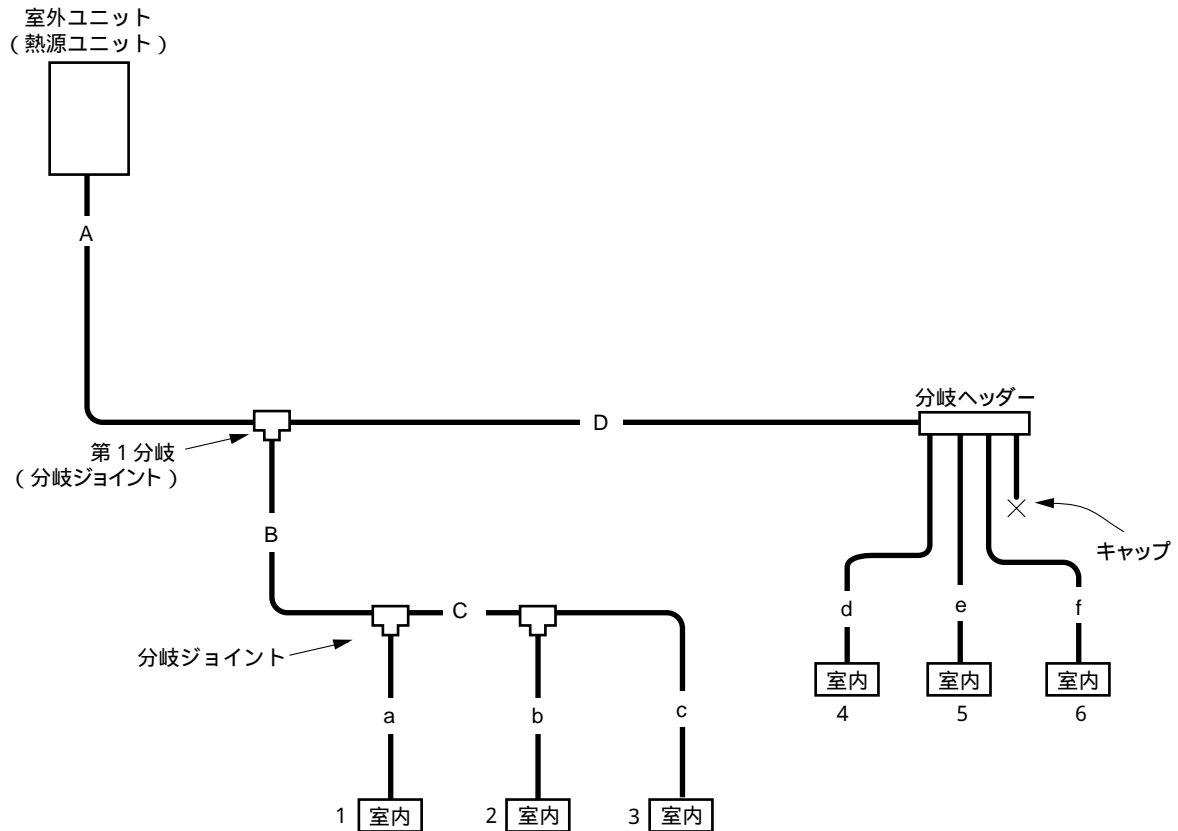 室外ユニット
(熱源ユニット)
A
分岐ヘッダー
D
第1分岐
(分岐ジョイント)
B
キャップ
d
e
f
C
分岐ジョイント
室内
室内
室内
4
5
6
a
b
c
1 室内
2 室内
3 室内